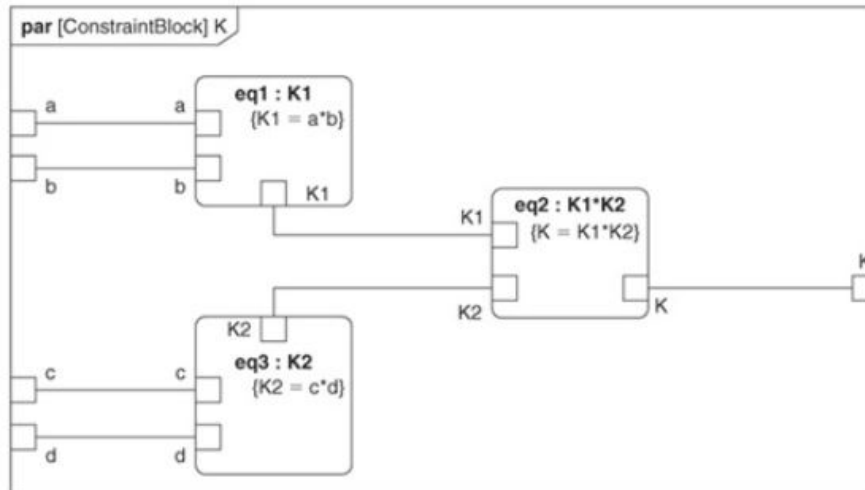 par [ConstraintBlock] K
a
a
eq1 : K1
{K1 = a*b}
b
b
K1
K1
eq2 : K1*K2
{K = K1*K2}
K2
K
K
K2
eq3 : K2
{K2 = c*d}
c
c
d
d